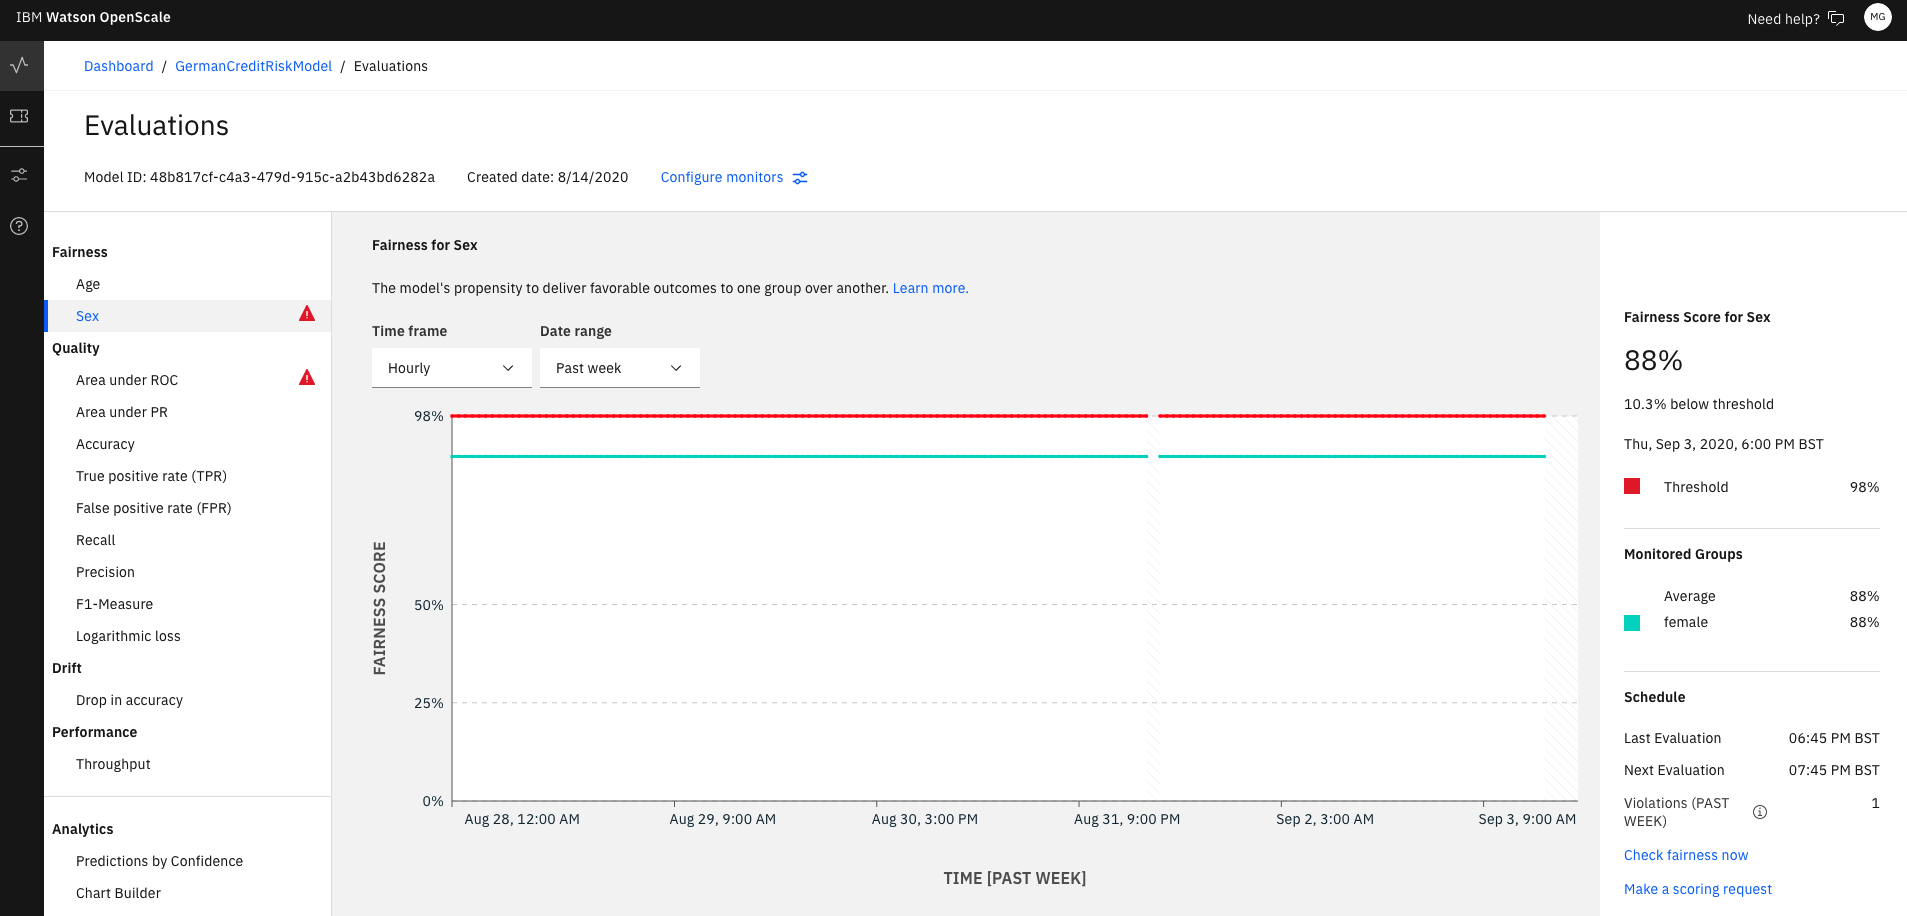 IBM Watson OpenScale
Need help?
MG
Dashboard / GermanCreditRiskModel / Evaluations
Evaluations
Model ID: 48b817cf-c4a3-479d-915c-a2b43bd6282a
Created date: 8/14/2020
Configure monitors
Fairness
Age
Sex
Quality
Area under ROC
Area under PR
Accuracy
True positive rate (TPR)
False positive rate (FPR)
Recall
Precision
F1-Measure
Logarithmic loss
Drift
Drop in accuracy
Performance
Throughput
Analytics
Predictions by Confidence
Chart Builder
Fairness for Sex
The model's propensity to deliver favorable outcomes to one group over another. Learn more.
Time frame
Date range
Hourly
Past week
98%
50%
25%
0%
FAIRNESS SCORE
Aug 28, 12:00 AM
Aug 29, 9:00 AM
Aug 30, 3:00 PM
Aug 31, 9:00 PM
Sep 2, 3:00 AM
Sep 3, 9:00 AM
TIME [PAST WEEK]
Fairness Score for Sex
88%
10.3% below threshold
Thu, Sep 3, 2020, 6:00 PM BST
Threshold 98%
Monitored Groups
Average 88%
female 88%
Schedule
Last Evaluation 06:45 PM BST
Next Evaluation 07:45 PM BST
Violations (PAST 1
WEEK)
Check fairness now
Make a scoring request